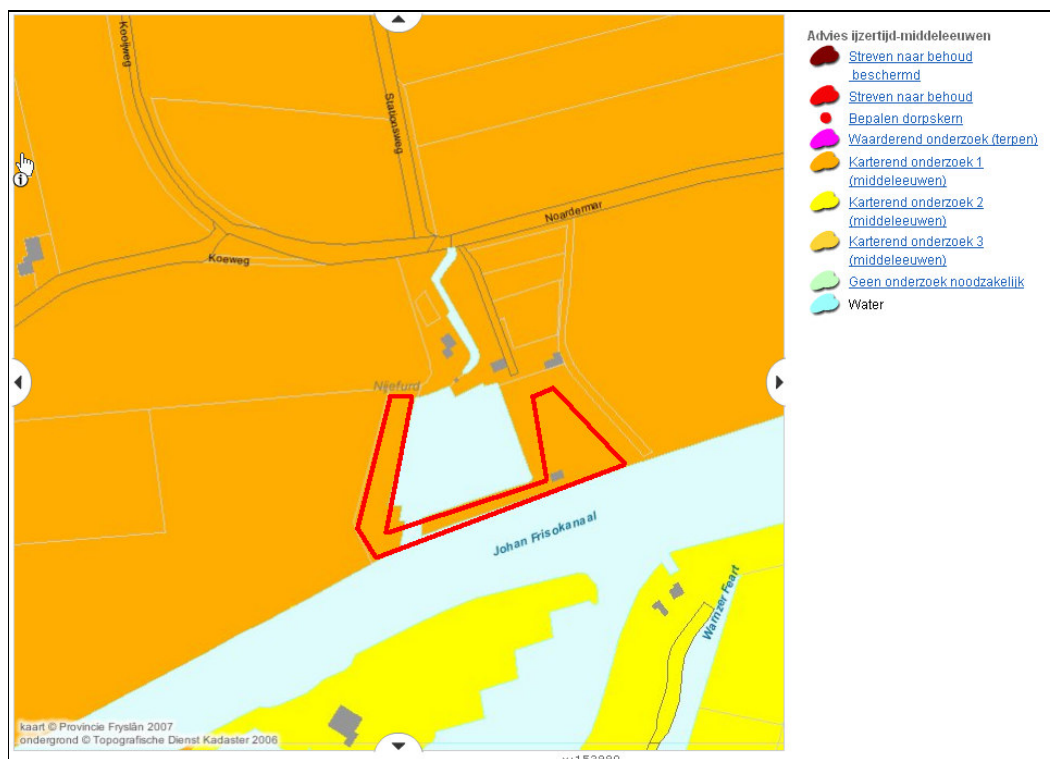 Kooijweg
Stationsweg
Noardermar
Koeweg
Nijefurd
Johan Frisokanaal
Warnzer Feart
kaart © Provincie Fryslân 2007
ondergrond © Topografische Dienst Kadaster 2006
Advies ijzertijd-middeleeuwen
Streven naar behoud
beschermd
Streven naar behoud
Bepalen dorpskern
Waarderend onderzoek (terpen)
Karterend onderzoek 1
(middeleeuwen)
Karterend onderzoek 2
(middeleeuwen)
Karterend onderzoek 3
(middeleeuwen)
Geen onderzoek noodzakelijk
Water